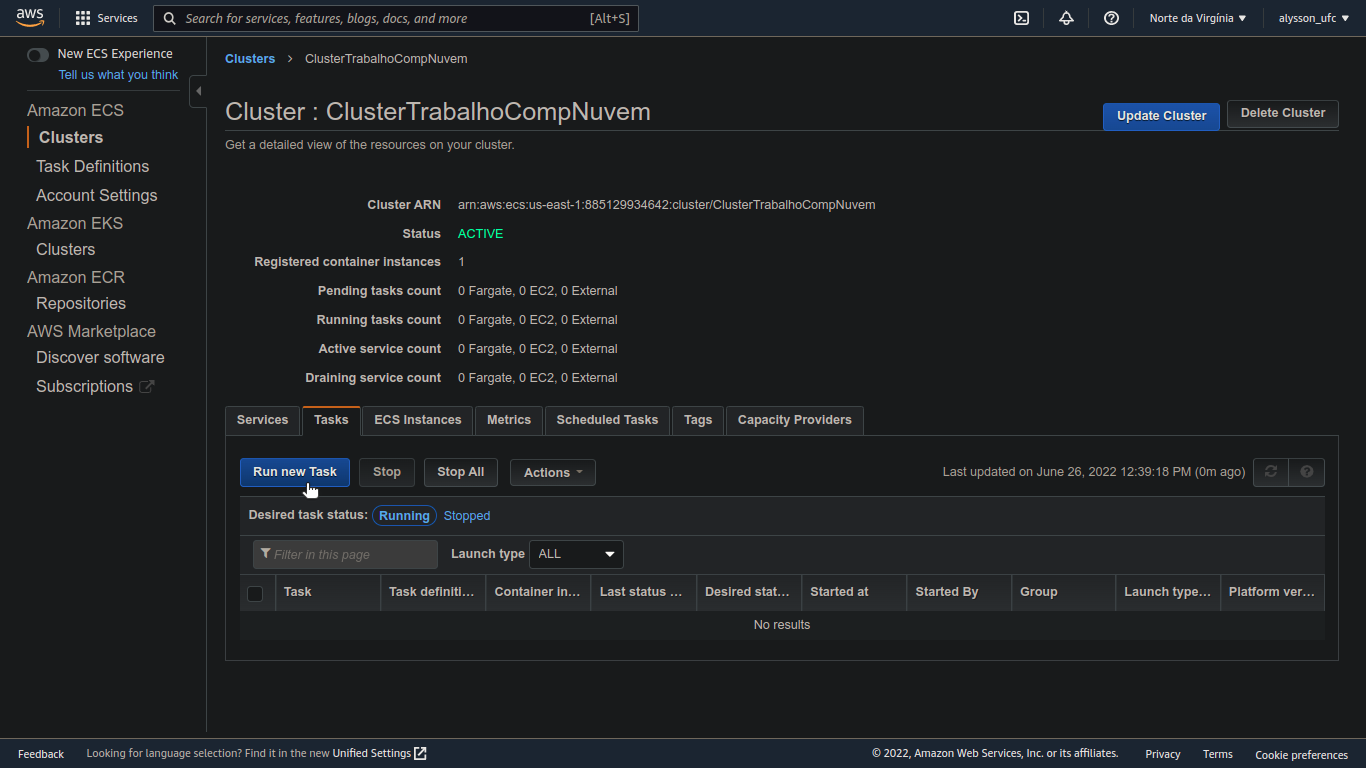 aws Services Search for services, features, blogs, docs, and more [Alt+S] Norte da Virgínia alysson_ufc
New ECS Experience
Tell us what you think
Amazon ECS
Clusters
Task Definitions
Account Settings
Amazon EKS
Clusters
Amazon ECR
Repositories
AWS Marketplace
Discover software
Subscriptions
Clusters > ClusterTrabalhoCompNuvem
Cluster : ClusterTrabalhoCompNuvem
Update Cluster Delete Cluster
Get a detailed view of the resources on your cluster.
Cluster ARN arn:aws:ecs:us-east-1:885129934642:cluster/ClusterTrabalhoCompNuvem
Status ACTIVE
Registered container instances 1
Pending tasks count 0 Fargate, 0 EC2, 0 External
Running tasks count 0 Fargate, 0 EC2, 0 External
Active service count 0 Fargate, 0 EC2, 0 External
Draining service count 0 Fargate, 0 EC2, 0 External
Services Tasks ECS Instances Metrics Scheduled Tasks Tags Capacity Providers
Run new Task Stop Stop All Actions Last updated on June 26, 2022 12:39:18 PM (0m ago)
Desired task status: Running Stopped
Filter in this page Launch type ALL
Task Task definiti... Container in... Last status ... Desired stat... Started at Started By Group Launch type... Platform ver...
No results
Feedback Looking for language selection? Find it in the new Unified Settings © 2022, Amazon Web Services, Inc. or its affiliates. Privacy Terms Cookie preferences